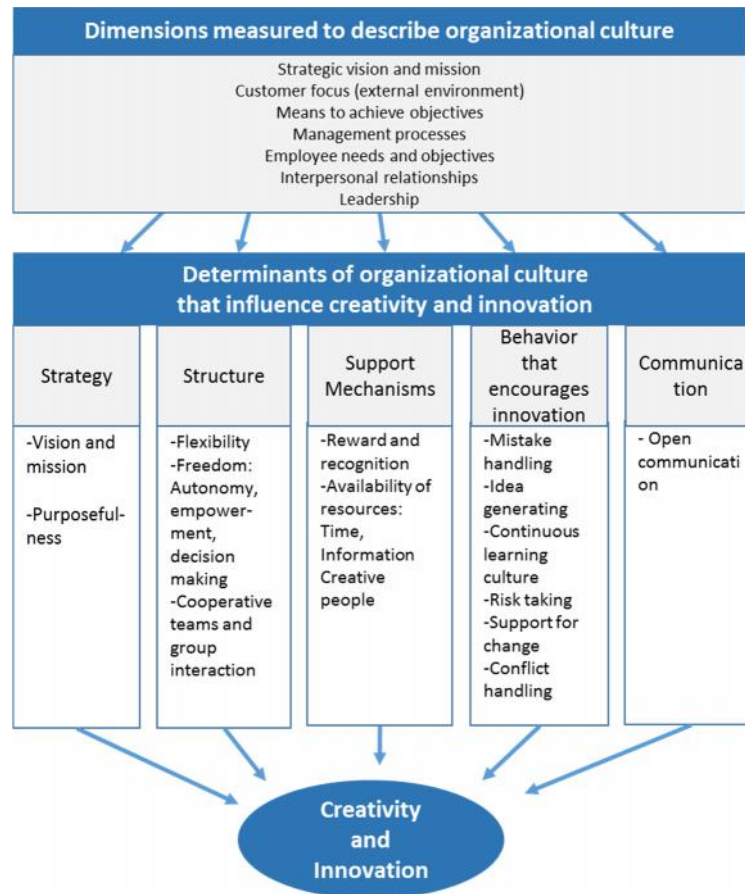 Dimensions measured to describe organizational culture
Strategic vision and mission
Customer focus (external environment)
Means to achieve objectives
Management processes
Employee needs and objectives
Interpersonal relationships
Leadership
Determinants of organizational culture
that influence creativity and innovation
Strategy
-Vision and
mission
-Purposeful-
ness
Structure
-Flexibility
-Freedom:
Autonomy,
empower-
ment,
decision
making
-Cooperative
teams and
group
interaction
Support
Mechanisms
-Reward and
recognition
-Availability of
resources:
Time,
Information
Creative
people
Behavior
that
encourages
innovation
-Mistake
handling
-Idea
generating
-Continuous
learning
culture
-Risk taking
-Support for
change
-Conflict
handling
Communica
tion
- Open
communicati
on
Creativity
and
Innovation